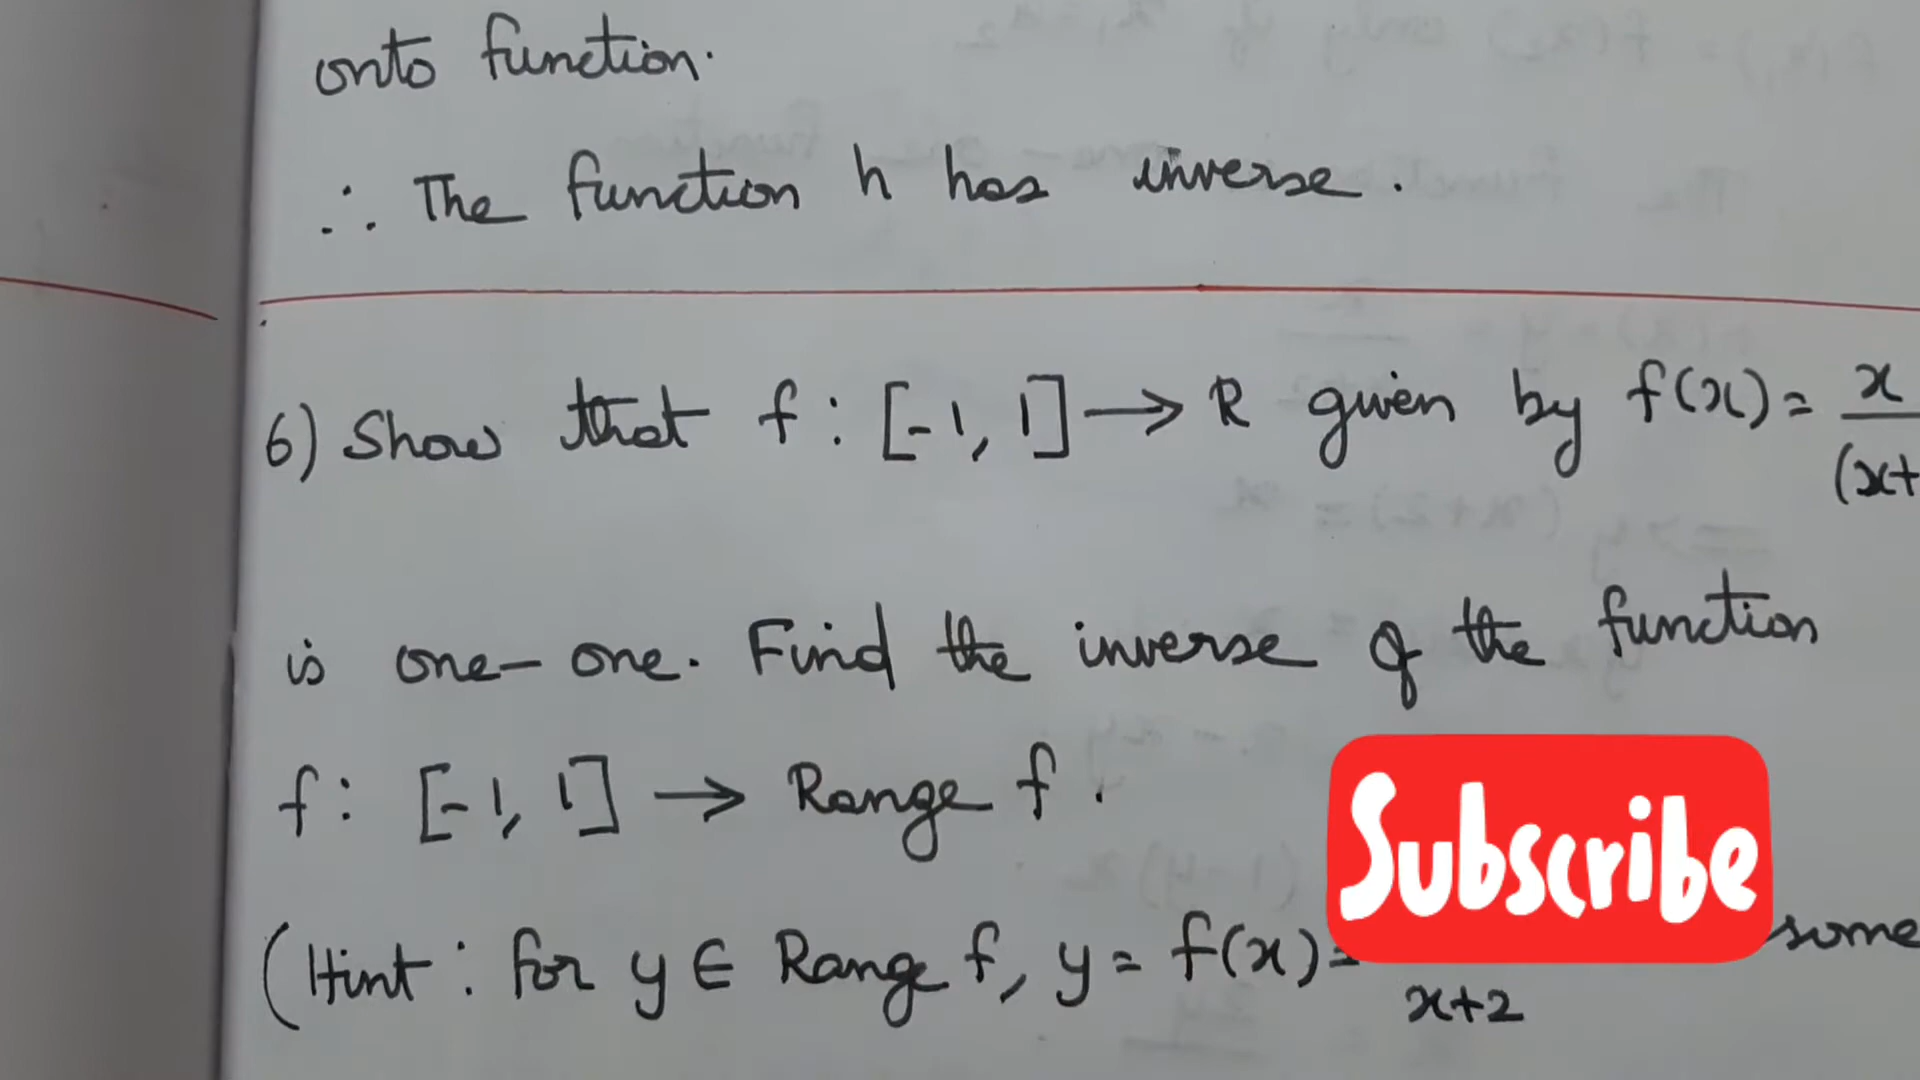 onto function.
∴ The function h has inverse.
6) Show that f : [-1, 1] → R given by f(x) = x
(x+
is one-one. Find the inverse of the function
f : [-1, 1] → Range f.
Subscribe
(Hint : For y ∈ Range f, y = f(x) = some
x+2